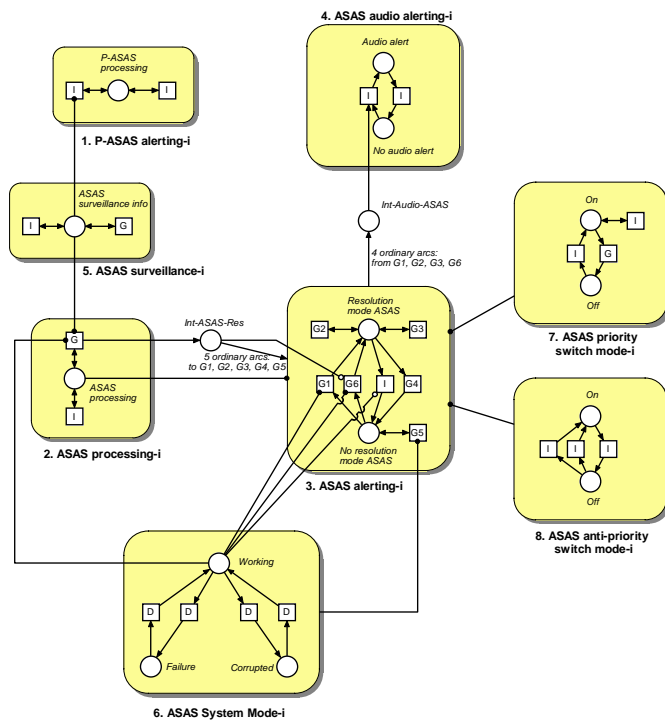 4. ASAS audio alerting-i
Audio alert
I
I
No audio alert
P-ASAS
processing
I
I
1. P-ASAS alerting-i
ASAS
surveillance info
I
G
5. ASAS surveillance-i
Int-Audio-ASAS
4 ordinary arcs:
from G1, G2, G3, G6
On
I
I
G
Off
7. ASAS priority
switch mode-i
Int-ASAS-Res
5 ordinary arcs:
to G1, G2, G3, G4, G5
G
ASAS
processing
I
2. ASAS processing-i
Resolution
mode ASAS
G2
G3
G1
G6
I
G4
G5
No resolution
mode ASAS
3. ASAS alerting-i
On
I
I
I
Off
8. ASAS anti-priority
switch mode-i
Working
D
D
D
D
Failure
Corrupted
6. ASAS System Mode-i